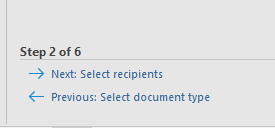 Step 2 of 6
Next: Select recipients
Previous: Select document type